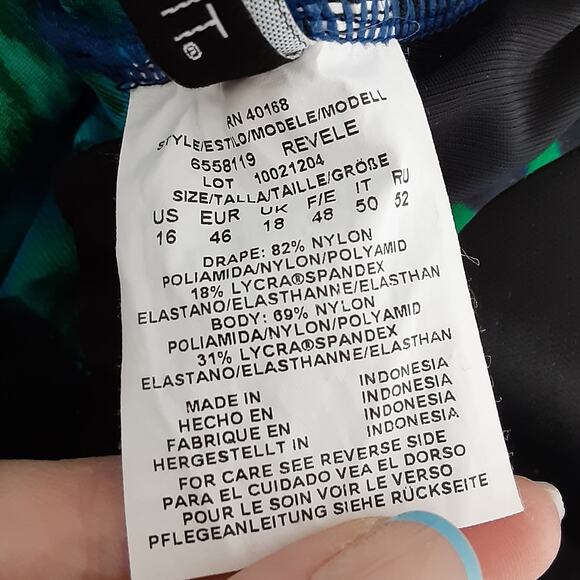 IT.®
RN 40168
STYLE/ESTILO/MODELE/MODELL
6558119 REVELE
LOT 10021204
SIZE/TALLA/TAILLE/GRÖßE
US EUR UK F/E IT RU
16 46 18 48 50 52
DRAPE: 82% NYLON
POLIAMIDA/NYLON/POLYAMID
18% LYCRA®SPANDEX
ELASTANO/ELASTHANNE/ELASTHAN
BODY: 69% NYLON
POLIAMIDA/NYLON/POLYAMID
31% LYCRA®SPANDEX
ELASTANO/ELASTHANNE/ELASTHAN
MADE IN INDONESIA
HECHO EN INDONESIA
FABRIQUE EN INDONESIA
HERGESTELLT IN INDONESIA
FOR CARE SEE REVERSE SIDE
PARA EL CUIDADO VEA EL DORSO
POUR LE SOIN VOIR LE VERSO
PFLEGEANLEITUNG SIEHE RÜCKSEITE